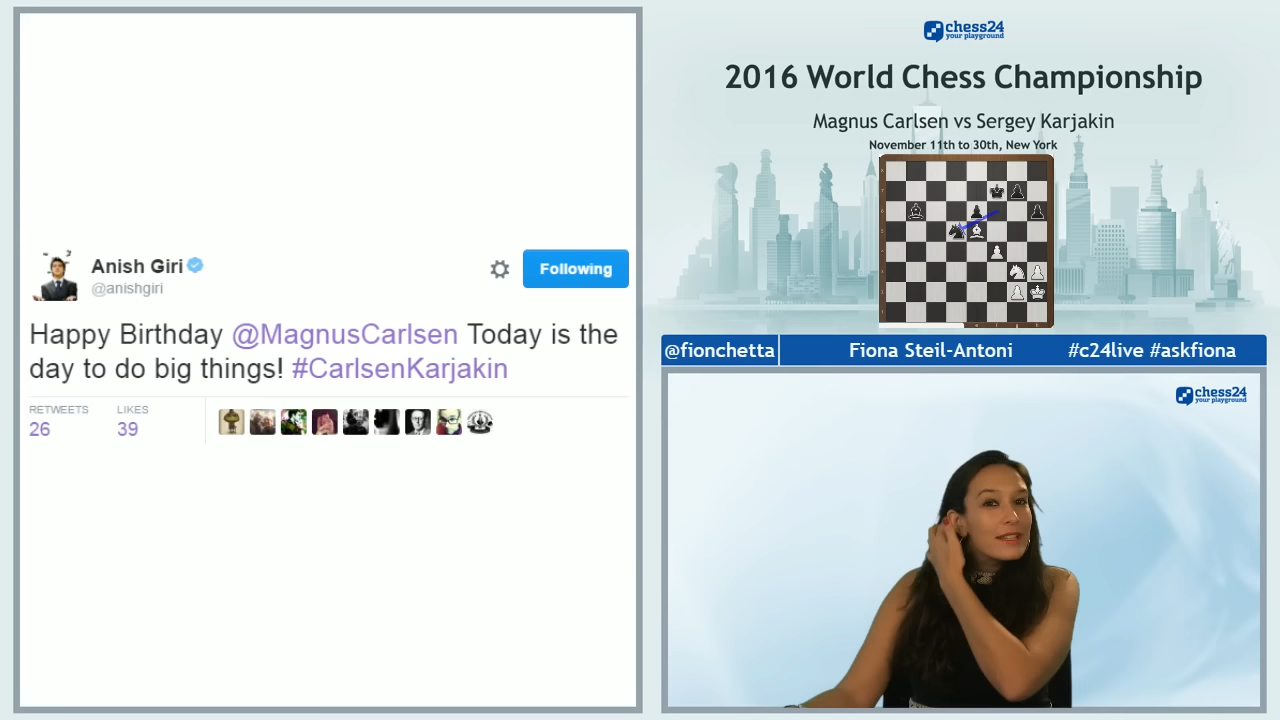 Anish Giri
@anishgiri
Following
Happy Birthday @MagnusCarlsen Today is the
day to do big things! #CarlsenKarjakin
RETWEETS
LIKES
26
39
chess24
your playground
2016 World Chess Championship
Magnus Carlsen vs Sergey Karjakin
November 11th to 30th, New York
@fionchetta
Fiona Steil-Antoni
#c24live #askfiona
chess24
your playground